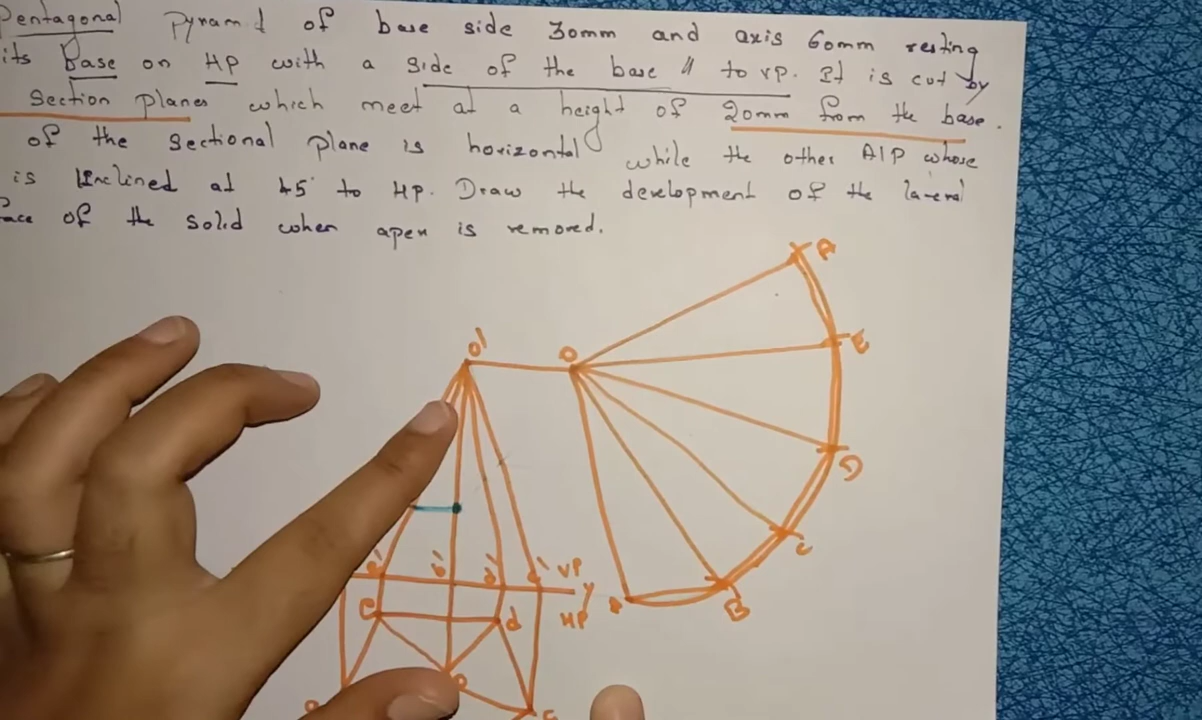 Pentagonal Pyramid of base side 30mm and axis 60mm resting
its Base on HP with a side of the base 11 to VP. It is cut by
Section planes which meet at a height of 20mm from the base.
of the sectional plane is horizontal while the other AIP whose
is Inclined at 45° to HP. Draw the development of the lateral
face of the solid when apex is removed.
A
o'
O
E
D
C
B
A
e'
b'
d'
c'
VP
y
HP
e
d
o
c